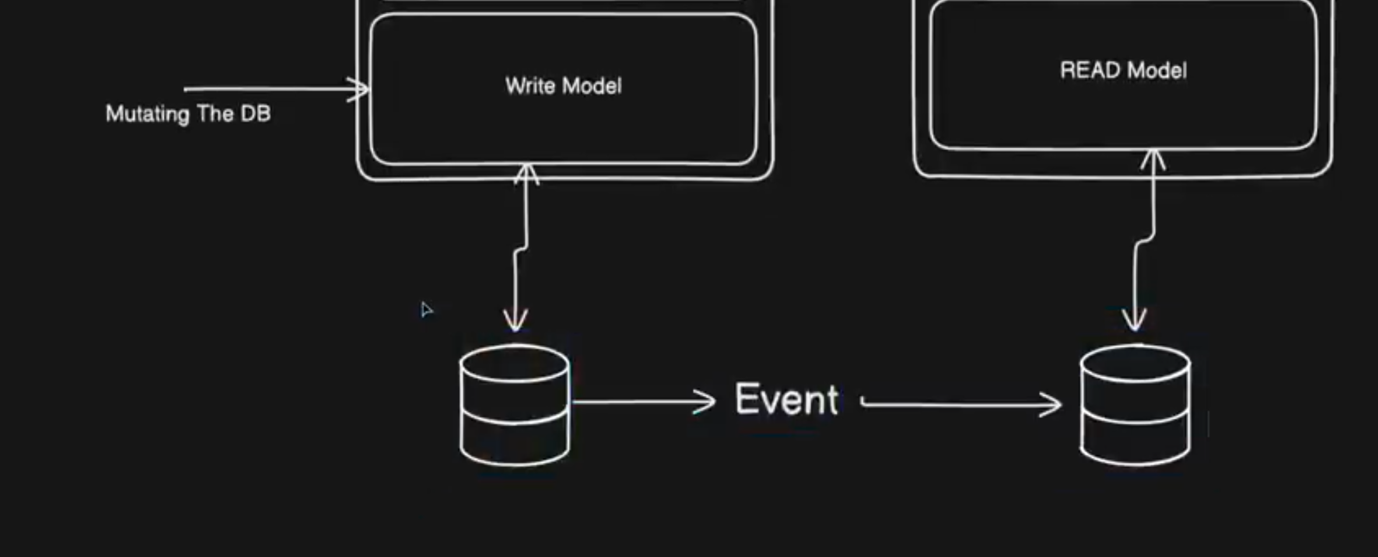 Write Model
READ Model
Mutating The DB
Event